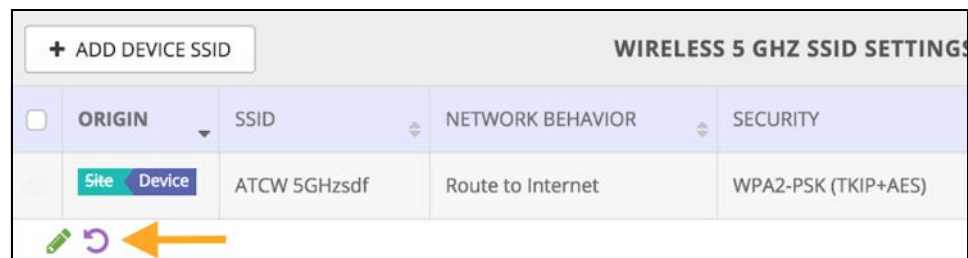 + ADD DEVICE SSID
WIRELESS 5 GHZ SSID SETTINGS
ORIGIN SSID NETWORK BEHAVIOR SECURITY
Site Device ATCW 5GHzsdf Route to Internet WPA2-PSK (TKIP+AES)